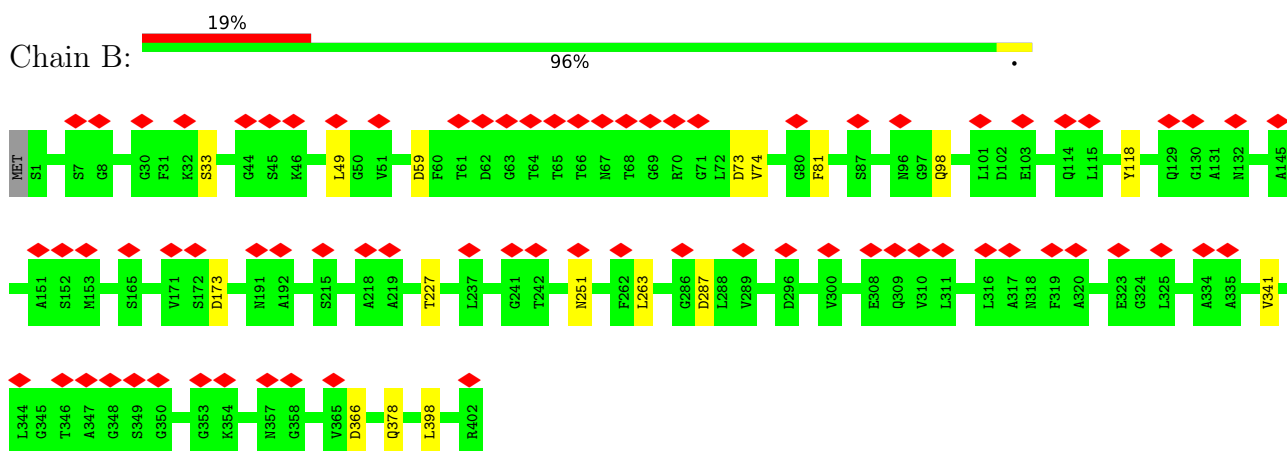 19%
Chain B:
96%
.
MET S1 S7 G8 G30 F31 K32 S33 G44 S45 K46 L49 G50 V51 D59 F60 T61 D62 G63 T64 T65 T66 N67 T68 G69 R70 G71 L72 D73 V74 G80 F81 S87 N96 G97 Q98 L101 D102 E103 Q114 L115 Y118 Q129 G130 A131 N132 A145
A151 S152 M153 S165 V171 S172 D173 N191 A192 S215 A218 A219 T227 L237 G241 T242 N251 F262 L263 G286 D287 L288 V289 D296 V300 E308 Q309 V310 L311 L316 A317 N318 F319 A320 E323 G324 L325 A334 A335 V341
L344 G345 T346 A347 G348 S349 G350 G353 K354 N357 G358 V365 D366 Q378 L398 R402